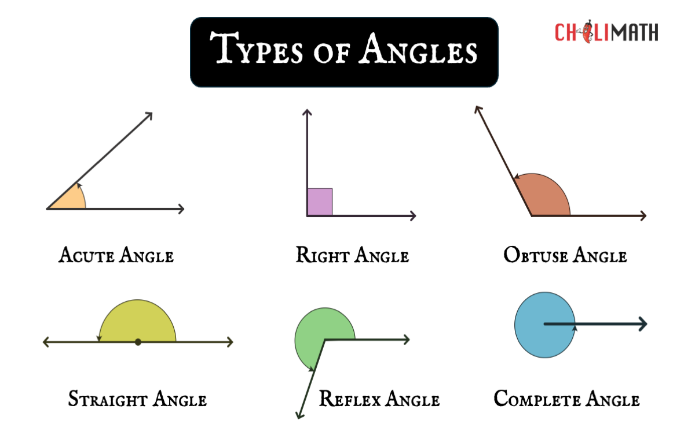 Types of Angles
CHiLIMATH
Acute Angle
Right Angle
Obtuse Angle
Straight Angle
Reflex Angle
Complete Angle